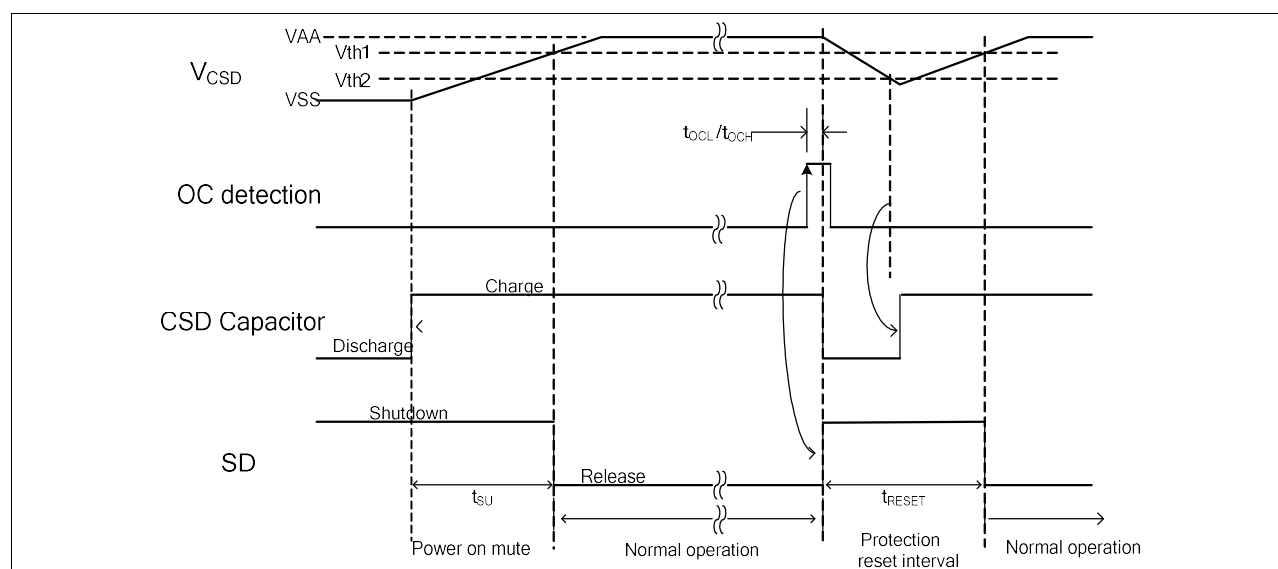 VAA
Vth1
VCSD
Vth2
VSS
tOCL/tOCH
OC detection
Charge
CSD Capacitor
Discharge
Shutdown
SD
Release
tSU
tRESET
Power on mute
Normal operation
Protection
reset interval
Normal operation